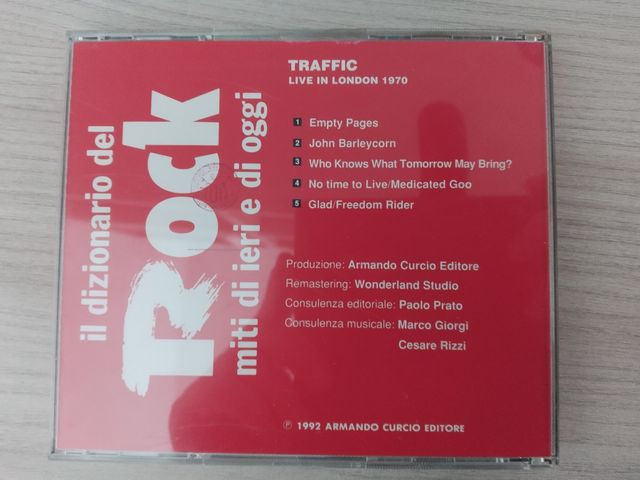 il dizionario del
Rock
miti di ieri e di oggi
TRAFFIC
LIVE IN LONDON 1970
1 Empty Pages
2 John Barleycorn
3 Who Knows What Tomorrow May Bring?
4 No time to Live/Medicated Goo
5 Glad/Freedom Rider
Produzione: Armando Curcio Editore
Remastering: Wonderland Studio
Consulenza editoriale: Paolo Prato
Consulenza musicale: Marco Giorgi
Cesare Rizzi
℗ 1992 ARMANDO CURCIO EDITORE